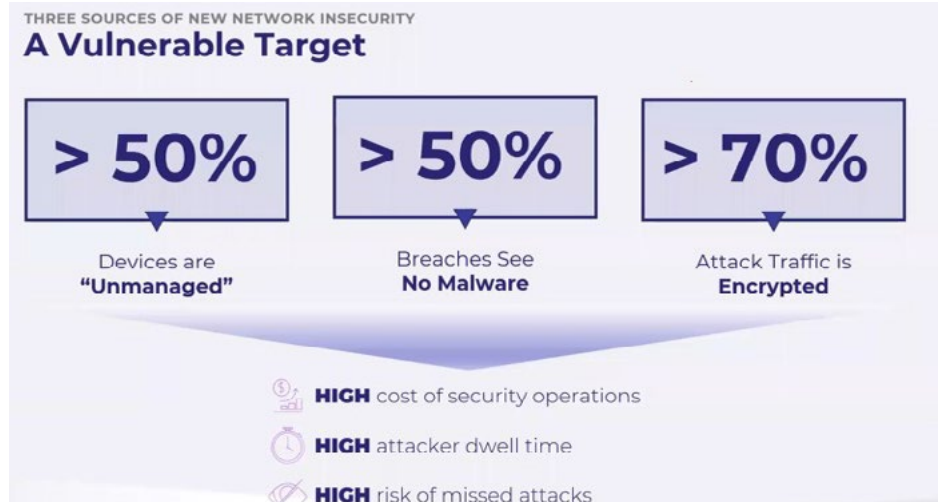 THREE SOURCES OF NEW NETWORK INSECURITY
A Vulnerable Target
> 50%
Devices are
“Unmanaged”
> 50%
Breaches See
No Malware
> 70%
Attack Traffic is
Encrypted
HIGH cost of security operations
HIGH attacker dwell time
HIGH risk of missed attacks